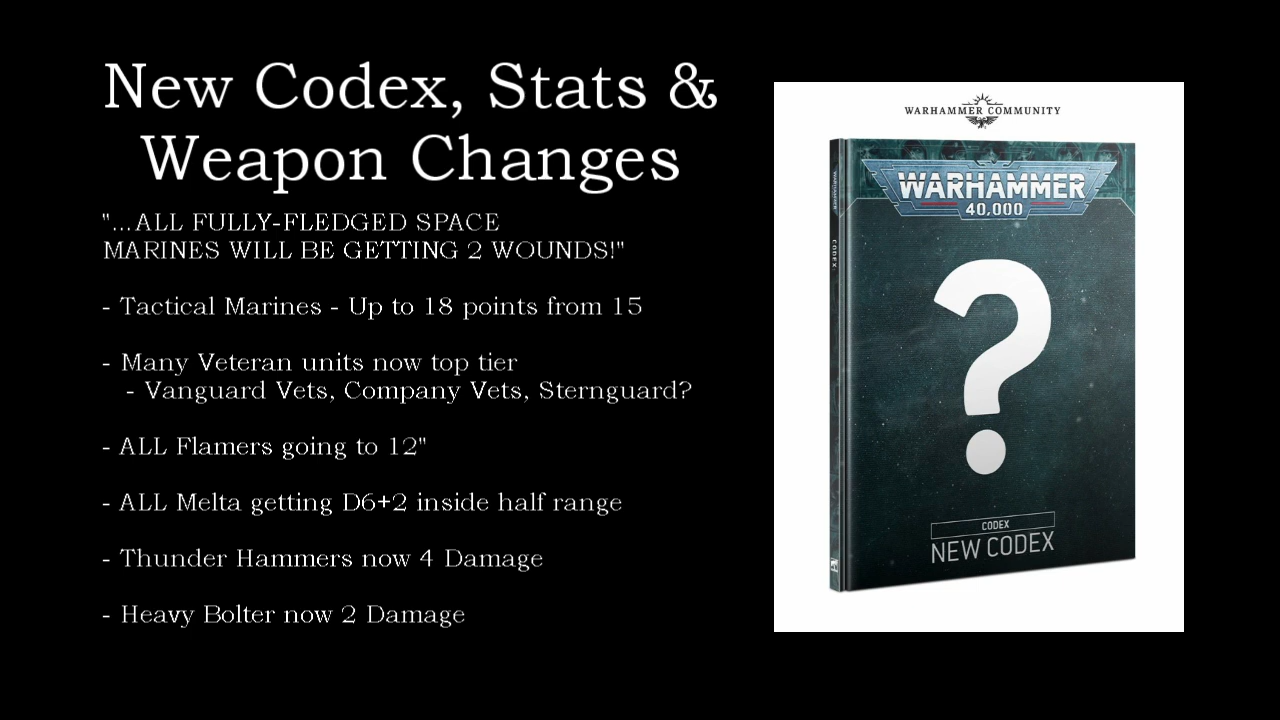 New Codex, Stats &
Weapon Changes
"...ALL FULLY-FLEDGED SPACE
MARINES WILL BE GETTING 2 WOUNDS!"
- Tactical Marines - Up to 18 points from 15
- Many Veteran units now top tier
- Vanguard Vets, Company Vets, Sternguard?
- ALL Flamers going to 12"
- ALL Melta getting D6+2 inside half range
- Thunder Hammers now 4 Damage
- Heavy Bolter now 2 Damage
WARHAMMER COMMUNITY
WARHAMMER
40,000
?
CODEX
NEW CODEX
CODEX